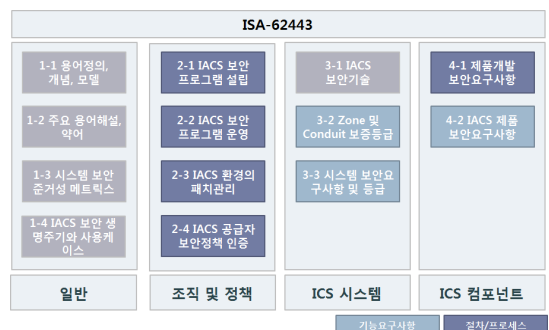 ISA-62443
1-1 용어정의,
개념, 모델
1-2 주요 용어해설,
약어
1-3 시스템 보안
준거성 메트릭스
1-4 IACS 보안 생
명주기와 사용케
이스
일반
2-1 IACS 보안
프로그램 설립
2-2 IACS 보안
프로그램 운영
2-3 IACS 환경의
패치관리
2-4 IACS 공급자
보안정책 인증
조직 및 정책
3-1 IACS
보안기술
3-2 Zone 및
Conduit 보증등급
3-3 시스템 보안요
구사항 및 등급
ICS 시스템
4-1 제품개발
보안요구사항
4-2 IACS 제품
보안요구사항
ICS 컴포넌트
기능요구사항
절차/프로세스